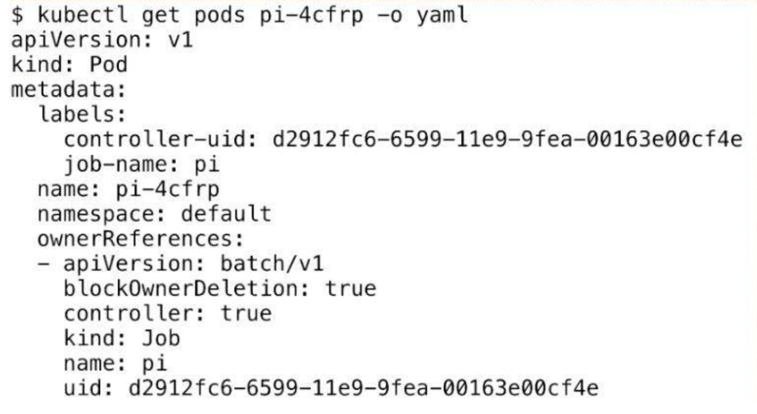 $ kubectl get pods pi-4cfrp -o yaml
apiVersion: v1
kind: Pod
metadata:
  labels:
    controller-uid: d2912fc6-6599-11e9-9fea-00163e00cf4e
    job-name: pi
  name: pi-4cfrp
  namespace: default
  ownerReferences:
  - apiVersion: batch/v1
    blockOwnerDeletion: true
    controller: true
    kind: Job
    name: pi
    uid: d2912fc6-6599-11e9-9fea-00163e00cf4e